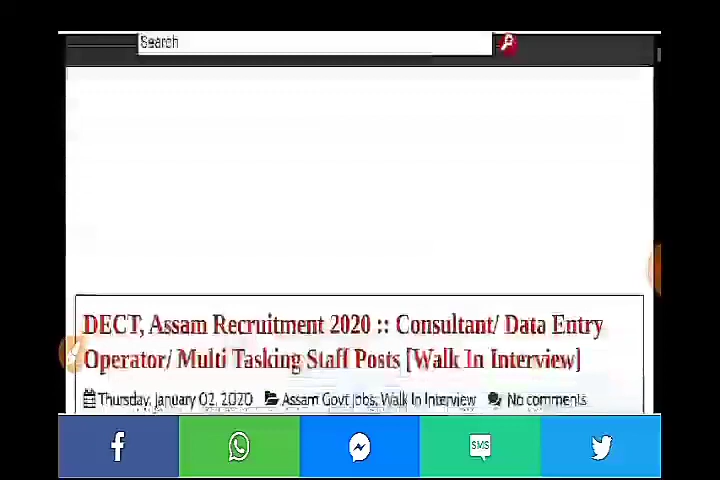 Search
DECT, Assam Recruitment 2020 :: Consultant/ Data Entry
Operator/ Multi Tasking Staff Posts [Walk In Interview]
Thursday, January 02, 2020 Assam Govt Jobs, Walk In Interview No comments
SMS